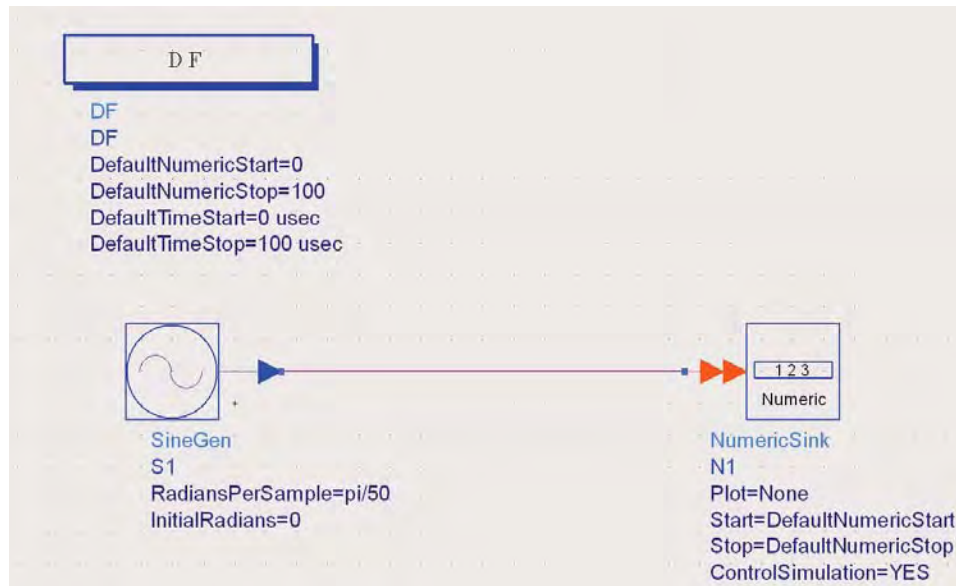 DF
DF
DF
DefaultNumericStart=0
DefaultNumericStop=100
DefaultTimeStart=0 usec
DefaultTimeStop=100 usec
123
Numeric
SineGen
S1
RadiansPerSample=pi/50
InitialRadians=0
NumericSink
N1
Plot=None
Start=DefaultNumericStart
Stop=DefaultNumericStop
ControlSimulation=YES